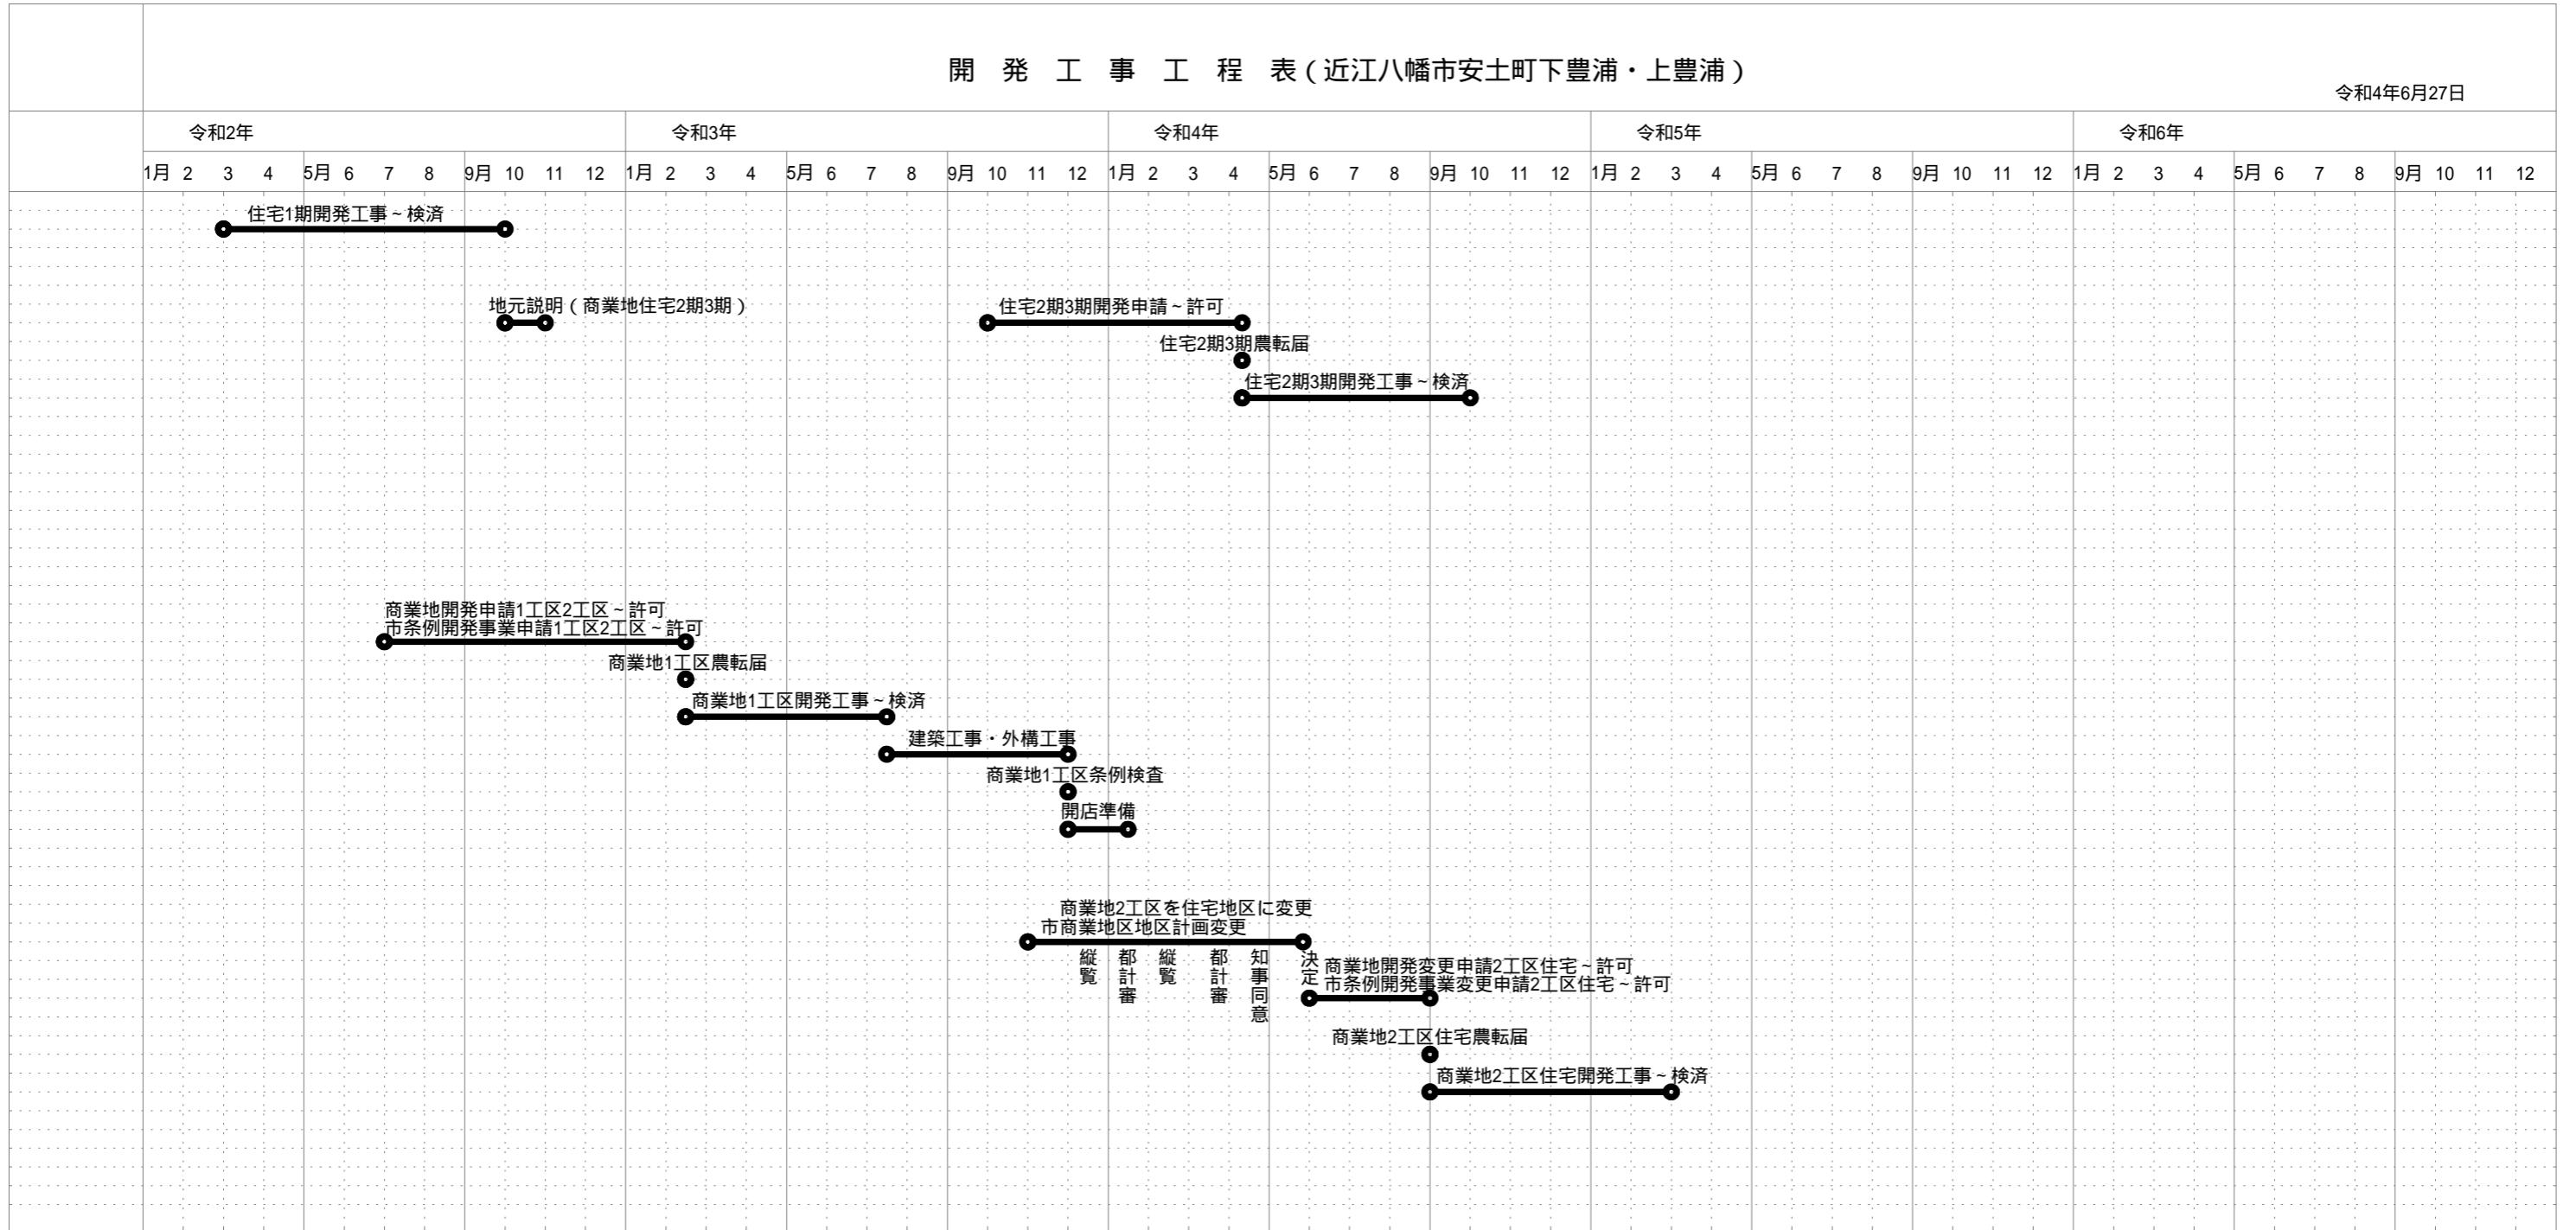 開 発 工 事 工 程 表(近江八幡市安土町下豊浦・上豊浦)
令和4年6月27日
令和2年 令和3年 令和4年 令和5年 令和6年
1月 2 3 4 5月 6 7 8 9月 10 11 12 1月 2 3 4 5月 6 7 8 9月 10 11 12 1月 2 3 4 5月 6 7 8 9月 10 11 12 1月 2 3 4 5月 6 7 8 9月 10 11 12 1月 2 3 4 5月 6 7 8 9月 10 11 12
住宅1期開発工事~検済
地元説明(商業地住宅2期3期) 住宅2期3期開発申請~許可
住宅2期3期農転届
住宅2期3期開発工事~検済
商業地開発申請1工区2工区~許可
市条例開発事業申請1工区2工区~許可
商業地1工区農転届
商業地1工区開発工事~検済
建築工事・外構工事
商業地1工区条例検査
開店準備
商業地2工区を住宅地区に変更
市商業地区地区計画変更
縦覧
都計審
縦覧
都計審
知事同意
決定
商業地開発変更申請2工区住宅~許可
市条例開発事業変更申請2工区住宅~許可
商業地2工区住宅農転届
商業地2工区住宅開発工事~検済